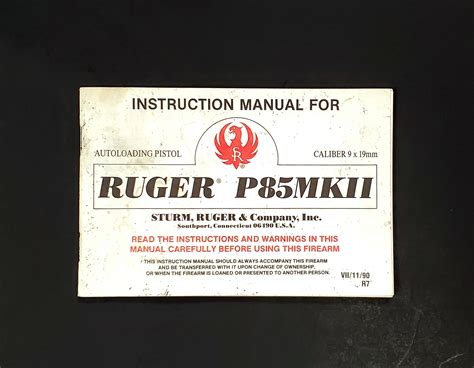 INSTRUCTION MANUAL FOR
AUTOLOADING PISTOL
CALIBER 9 x 19mm
R
RUGER® P85MKII
STURM, RUGER & Company, Inc.
Southport, Connecticut 06490 U.S.A.
READ THE INSTRUCTIONS AND WARNINGS IN THIS
MANUAL CAREFULLY BEFORE USING THIS FIREARM
THIS INSTRUCTION MANUAL SHOULD ALWAYS ACCOMPANY THIS FIREARM
AND BE TRANSFERRED WITH IT UPON CHANGE OF OWNERSHIP,
OR WHEN THE FIREARM IS LOANED OR PRESENTED TO ANOTHER PERSON.
VII/11/90
R7